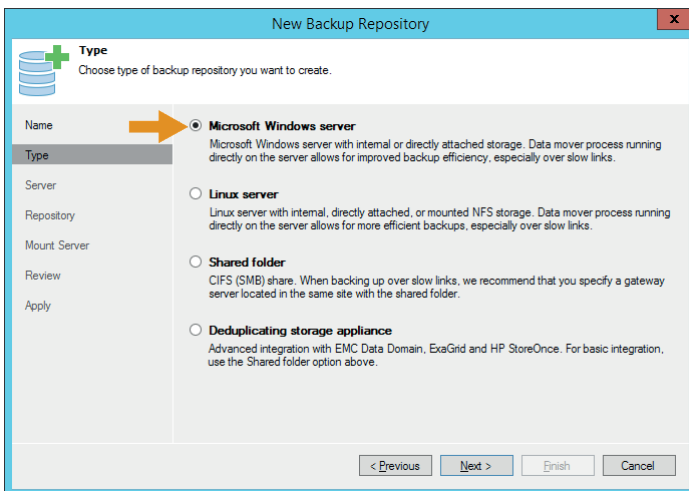 New Backup Repository
x
Type
Choose type of backup repository you want to create.
Name
Type
Server
Repository
Mount Server
Review
Apply
Microsoft Windows server
Microsoft Windows server with internal or directly attached storage. Data mover process running
directly on the server allows for improved backup efficiency, especially over slow links.
Linux server
Linux server with internal, directly attached, or mounted NFS storage. Data mover process running
directly on the server allows for more efficient backups, especially over slow links.
Shared folder
CIFS (SMB) share. When backing up over slow links, we recommend that you specify a gateway
server located in the same site with the shared folder.
Deduplicating storage appliance
Advanced integration with EMC Data Domain, ExaGrid and HP StoreOnce. For basic integration,
use the Shared folder option above.
< Previous
Next >
Finish
Cancel